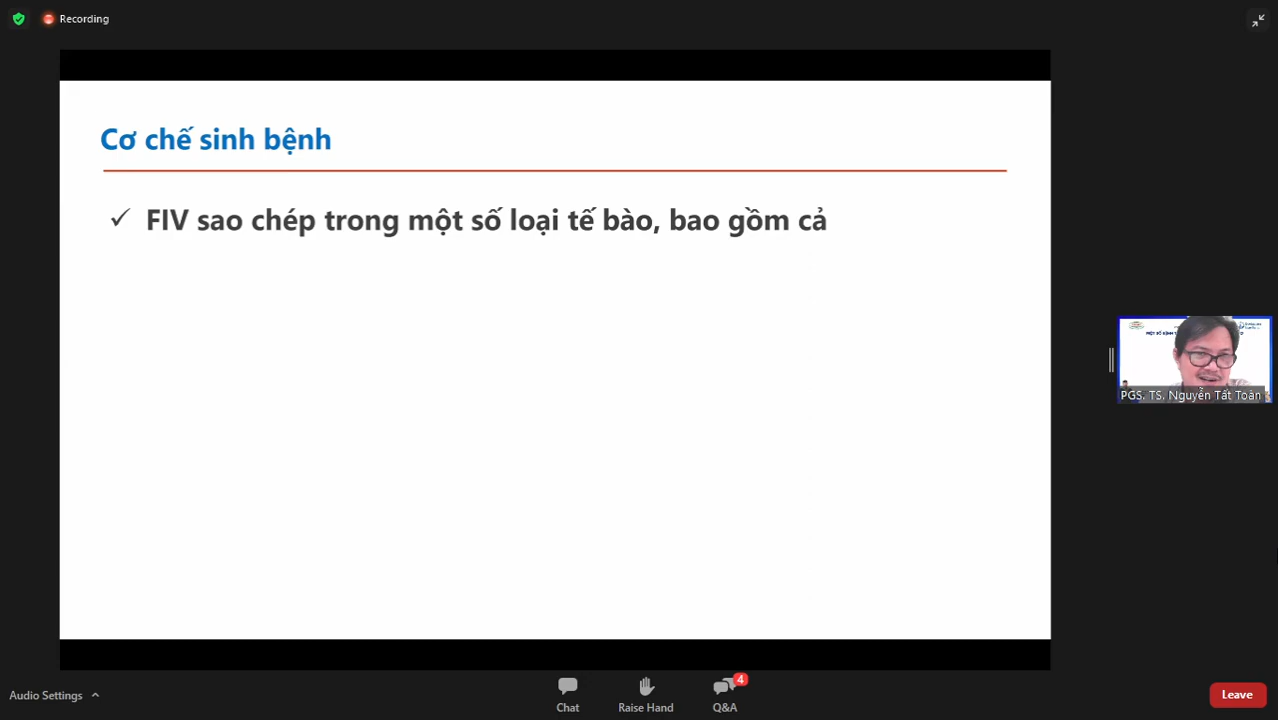 Recording
Cơ chế sinh bệnh
✓ FIV sao chép trong một số loại tế bào, bao gồm cả
PGS. TS. Nguyễn Tất Toàn
Audio Settings
Chat
Raise Hand
4
Q&A
Leave